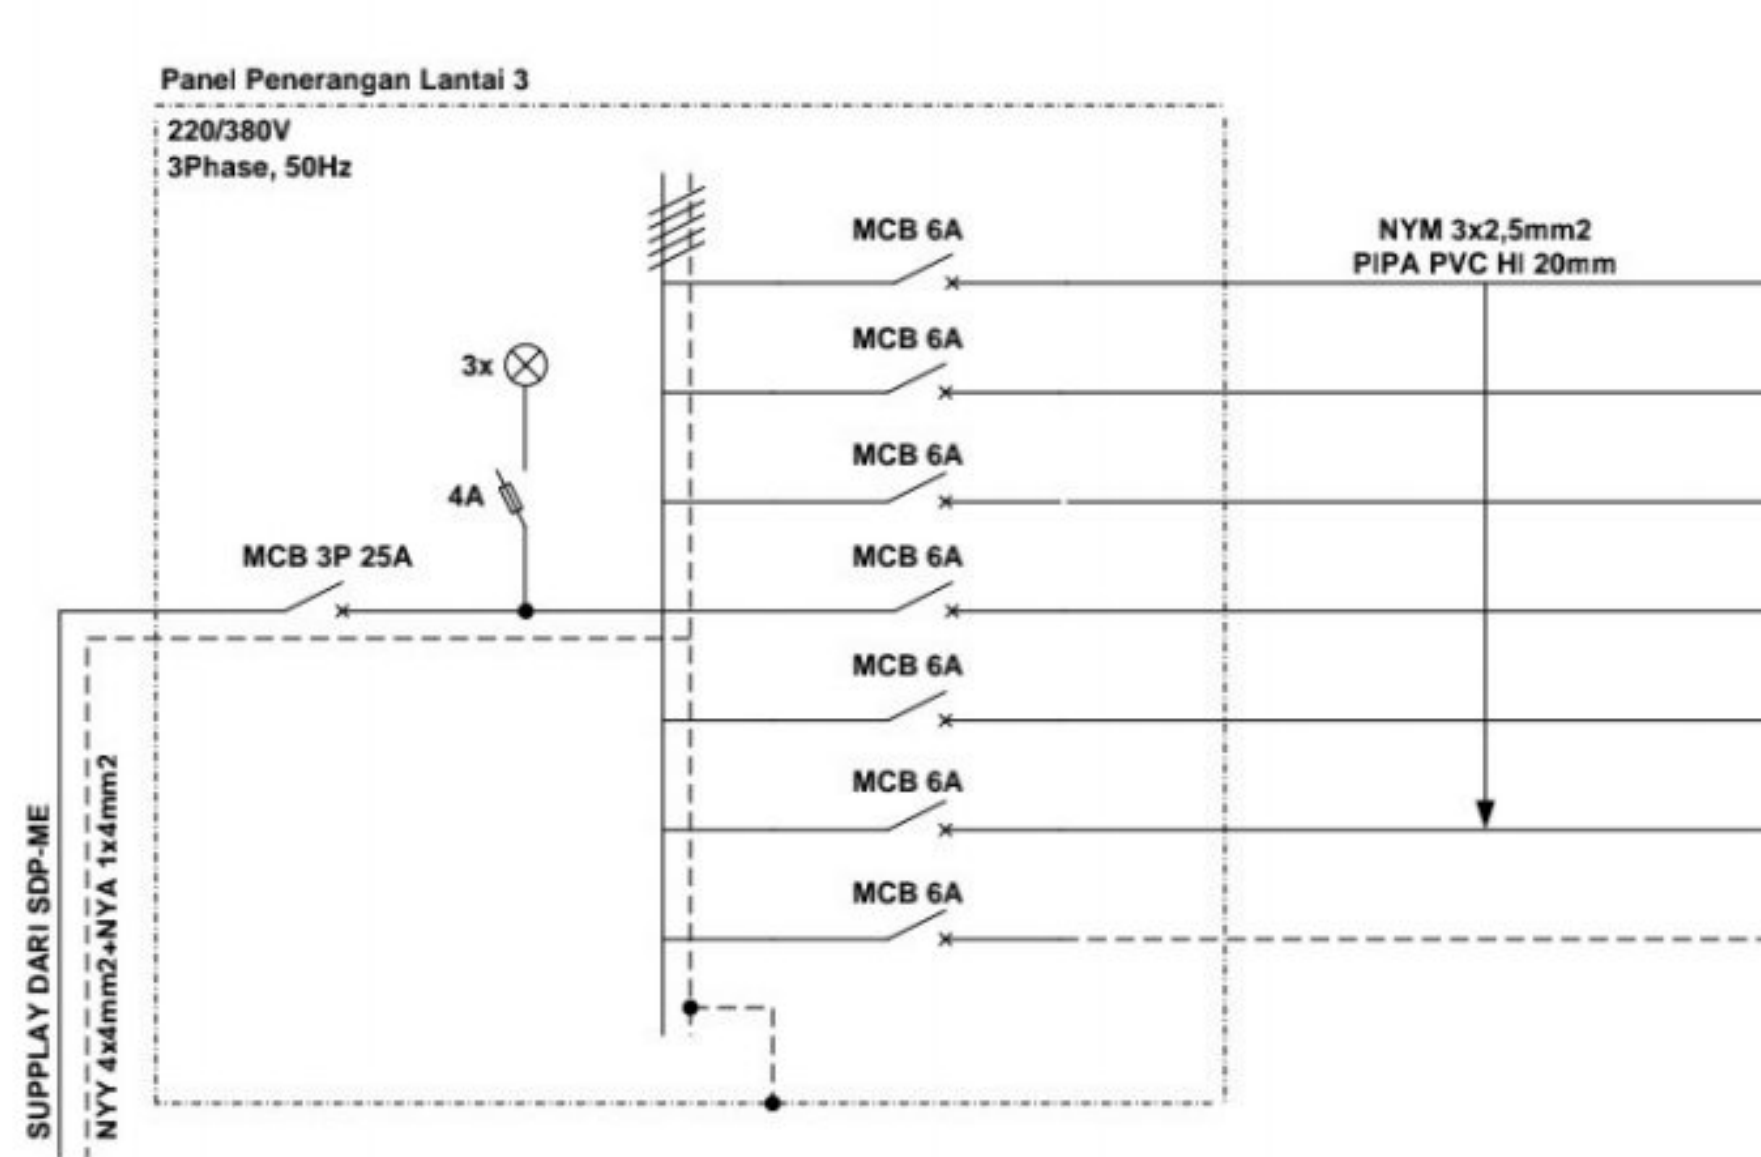 Panel Penerangan Lantai 3
220/380V
3Phase, 50Hz
MCB 6A
NYM 3x2,5mm2
PIPA PVC HI 20mm
MCB 6A
3x
MCB 6A
4A
MCB 3P 25A
MCB 6A
MCB 6A
MCB 6A
MCB 6A
SUPPLAY DARI SDP-ME
NYY 4x4mm2+NYA 1x4mm2